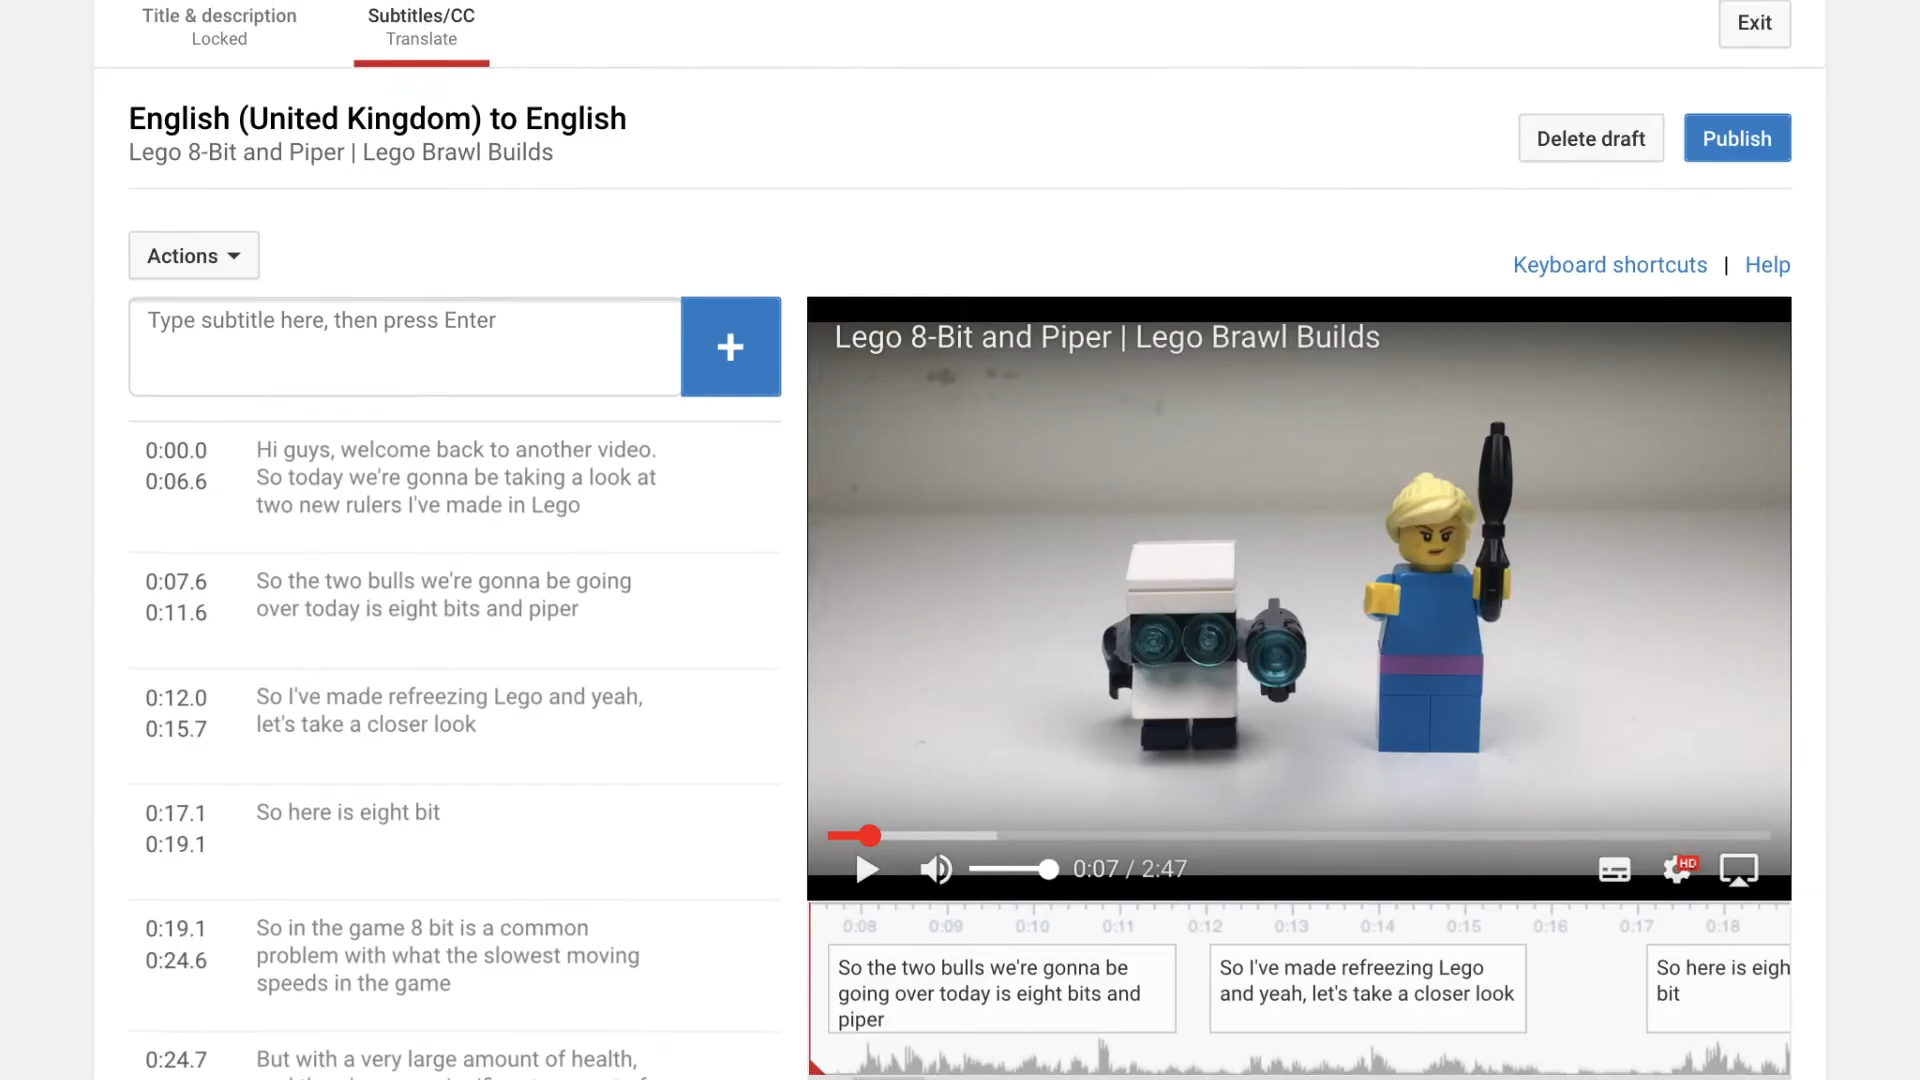 Title & description
Locked
Subtitles/CC
Translate
Exit
English (United Kingdom) to English
Lego 8-Bit and Piper | Lego Brawl Builds
Delete draft
Publish
Actions
Keyboard shortcuts | Help
Type subtitle here, then press Enter
+
0:00.0
0:06.6
Hi guys, welcome back to another video.
So today we're gonna be taking a look at
two new rulers I've made in Lego
0:07.6
0:11.6
So the two bulls we're gonna be going
over today is eight bits and piper
0:12.0
0:15.7
So I've made refreezing Lego and yeah,
let's take a closer look
0:17.1
0:19.1
So here is eight bit
0:19.1
0:24.6
So in the game 8 bit is a common
problem with what the slowest moving
speeds in the game
0:24.7
But with a very large amount of health,
Lego 8-Bit and Piper | Lego Brawl Builds
0:07 / 2:47
HD
0:08 0:09 0:10 0:11 0:12 0:13 0:14 0:15 0:16 0:17 0:18
So the two bulls we're gonna be
going over today is eight bits and
piper
So I've made refreezing Lego
and yeah, let's take a closer look
So here is eigh
bit